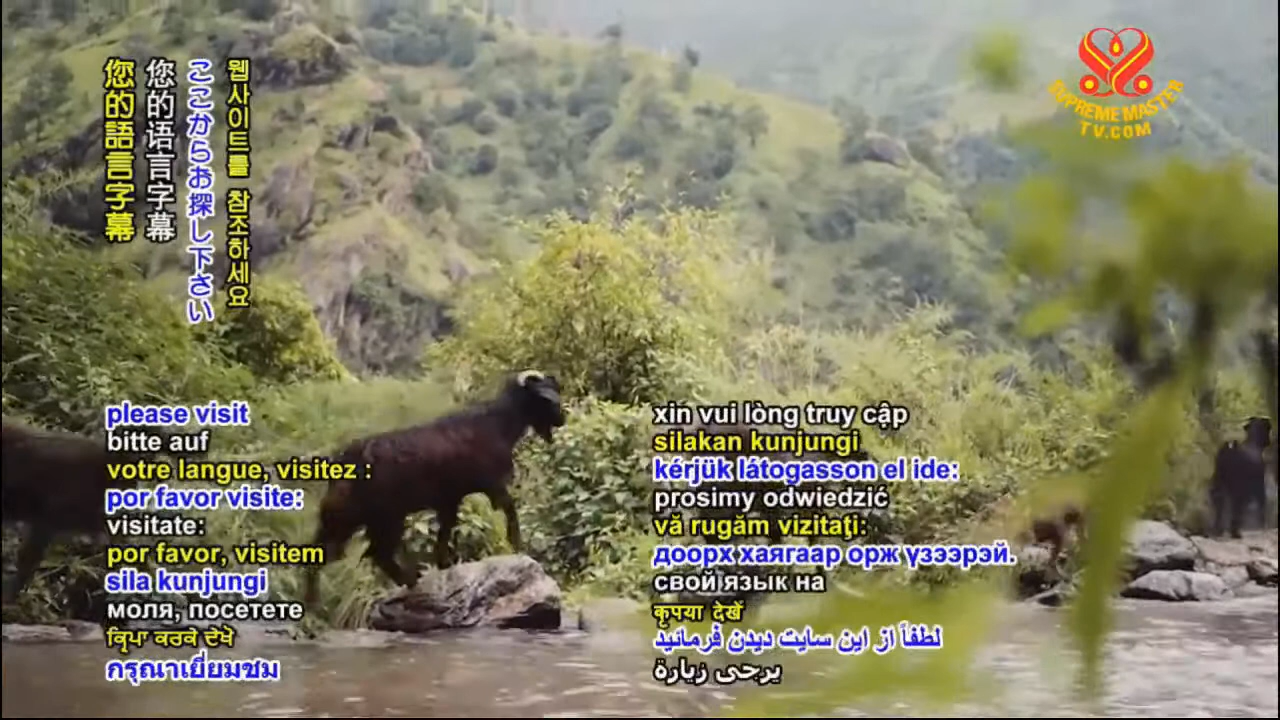 您的語言字幕
您的语言字幕
ここからお探し下さい
웹사이트를 참조하세요
SUPREME MASTER
TV.COM
please visit
bitte auf
votre langue, visitez :
por favor visite:
visitate:
por favor, visitem
sila kunjungi
моля, посетете
ਕ੍ਰਿਪਾ ਕਰਕੇ ਦੇਖੋ
กรุณาเยี่ยมชม
xin vui lòng truy cập
silakan kunjungi
kérjük látogasson el ide:
prosimy odwiedzić
vă rugăm vizitaţi:
доорх хаягаар орж үзээрэй.
свой язык на
कृपया देखेँ
لطفاً از این سایت دیدن فرمائید
يرجى زيارة